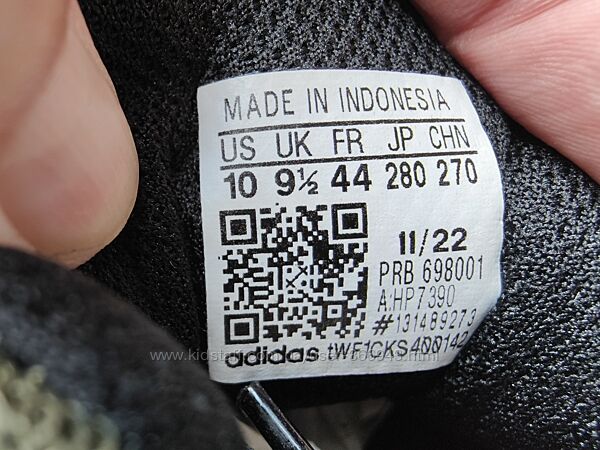 MADE IN INDONESIA
US UK FR JP CHN
10 9½ 44 280 270
11/22
PRB 698001
A:HP7390
#131489273
adidas